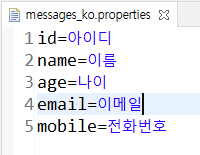 messages_ko.properties
1 id=아이디
2 name=이름
3 age=나이
4 email=이메일
5 mobile=전화번호